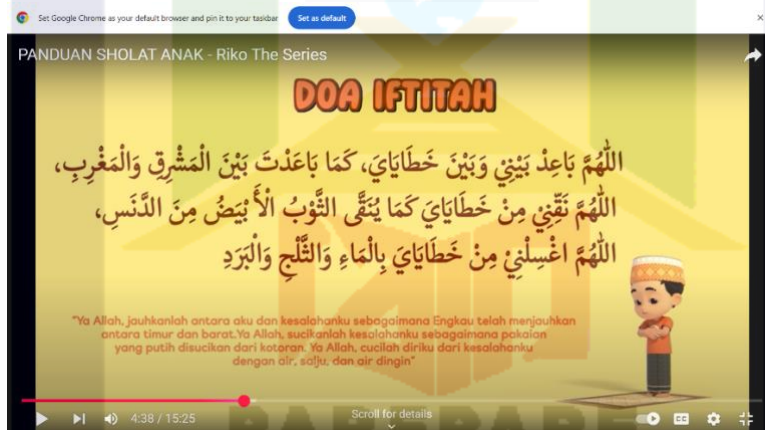 Set Google Chrome as your default browser and pin it to your taskbar
Set as default
PANDUAN SHOLAT ANAK - Riko The Series
DOA IFTITAH
اللّٰهُمَّ بَاعِدْ بَيْنِيْ وَبَيْنَ خَطَايَايَ، كَمَا بَاعَدْتَ بَيْنَ الْمَشْرِقِ وَالْمَغْرِبِ،
اللّٰهُمَّ نَقِّنِيْ مِنْ خَطَايَايَ كَمَا يُنَقَّى الثَّوْبُ الْأَ بْيَضُ مِنَ الدَّنَسِ،
اللّٰهُمَّ اغْسِلْنِيْ مِنْ خَطَايَايَ بِالْمَاءِ وَالثَّلْجِ وَالْبَرَدِ
"Ya Allah, jauhkanlah antara aku dan kesalahanku sebagaimana Engkau telah menjauhkan
antara timur dan barat.Ya Allah, sucikanlah kesalahanku sebagaimana pakaian
yang putih disucikan dari kotoran. Ya Allah, cucilah diriku dari kesalahanku
dengan air, salju, dan air dingin"
4:38 / 15:25
Scroll for details